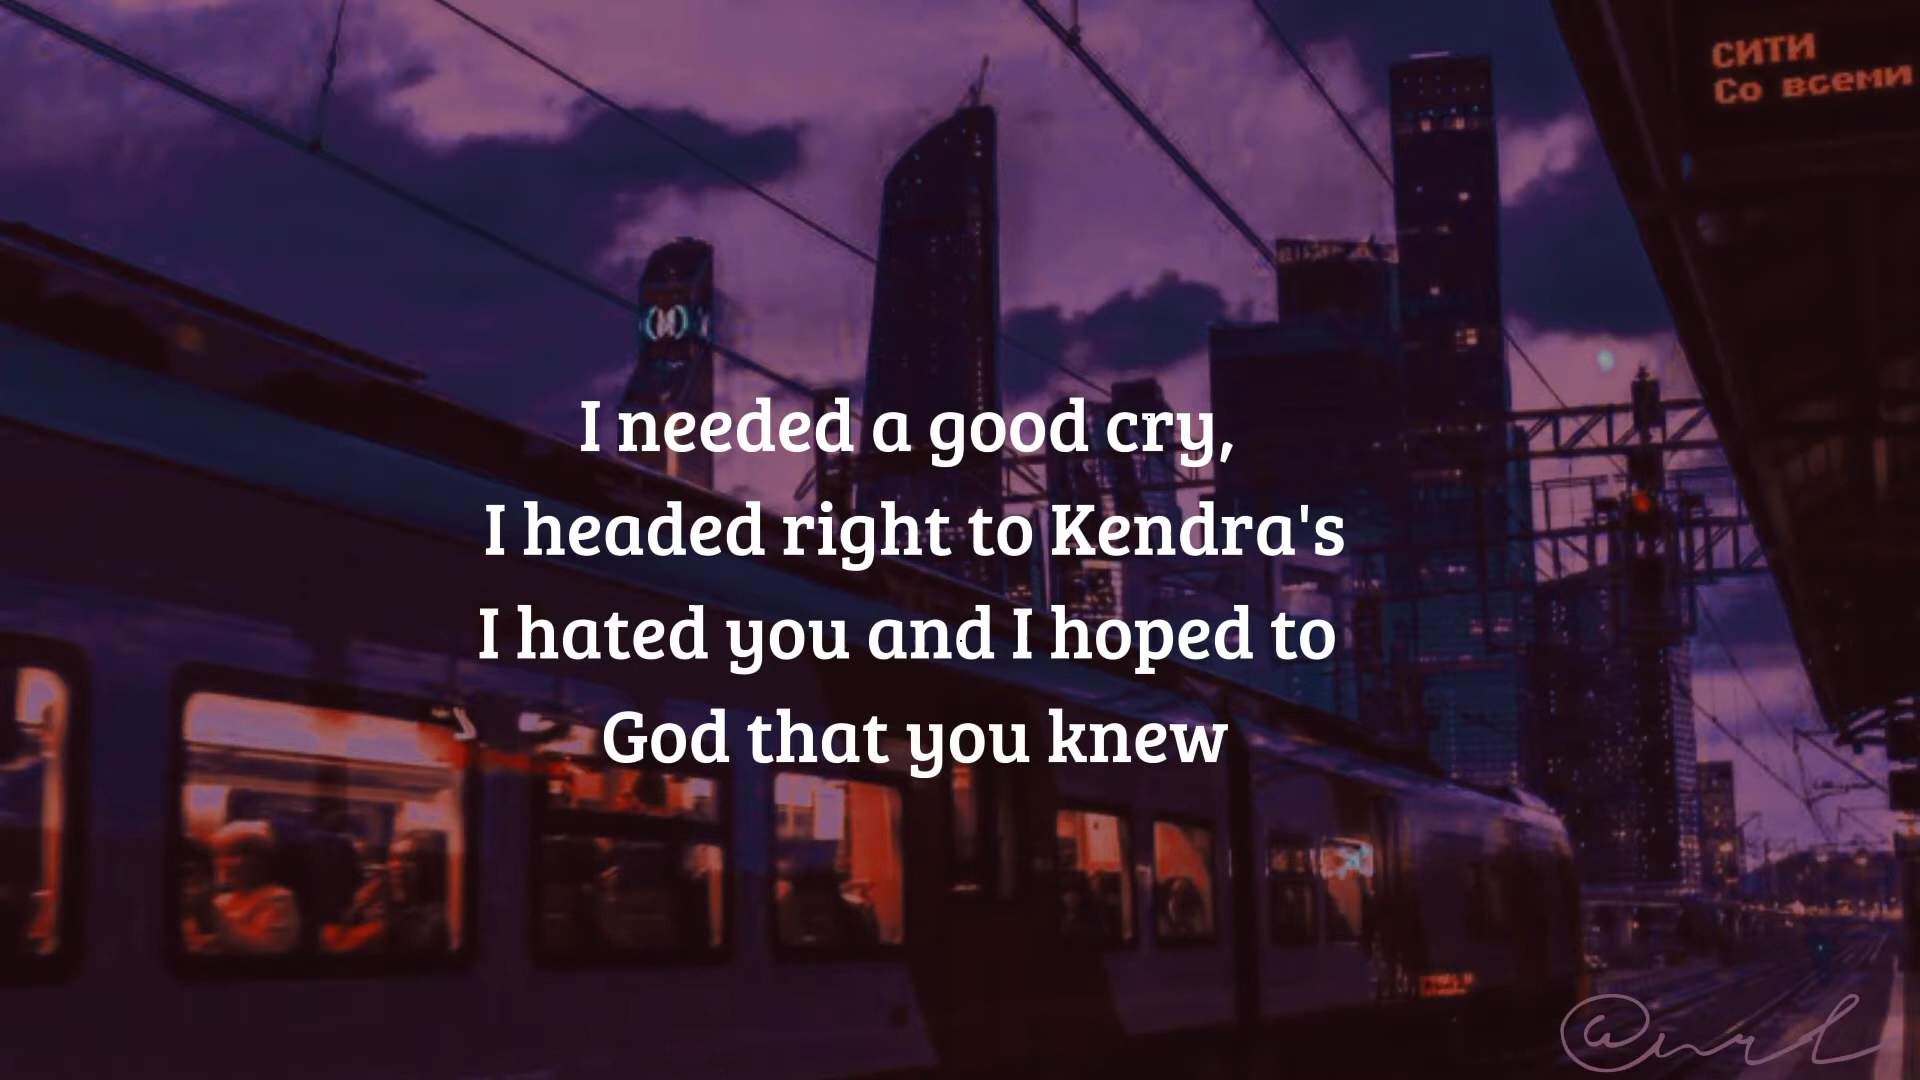 СИТИ
Со всеми
I needed a good cry,
I headed right to Kendra's
I hated you and I hoped to
God that you knew